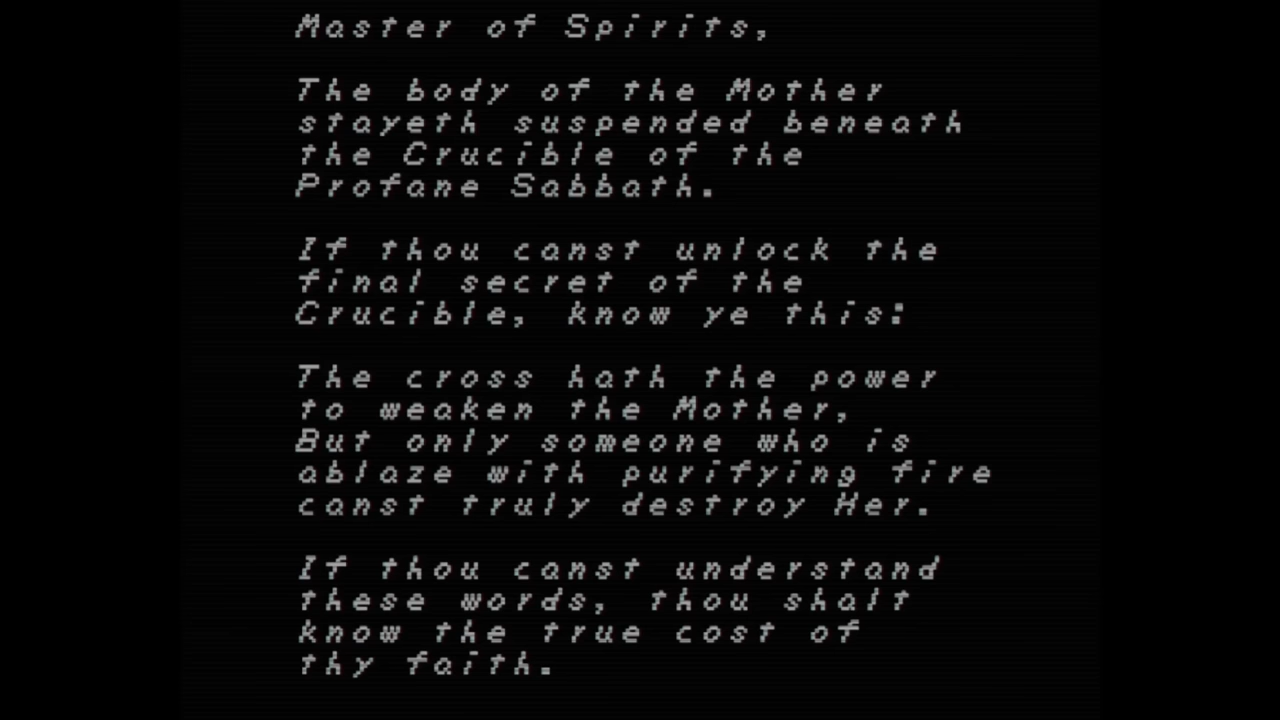 Master of Spirits,
The body of the Mother
stayeth suspended beneath
the Crucible of the
Profane Sabbath.
If thou canst unlock the
final secret of the
Crucible, know ye this:
The cross hath the power
to weaken the Mother,
But only someone who is
ablaze with purifying fire
canst truly destroy Her.
If thou canst understand
these words, thou shalt
know the true cost of
thy faith.